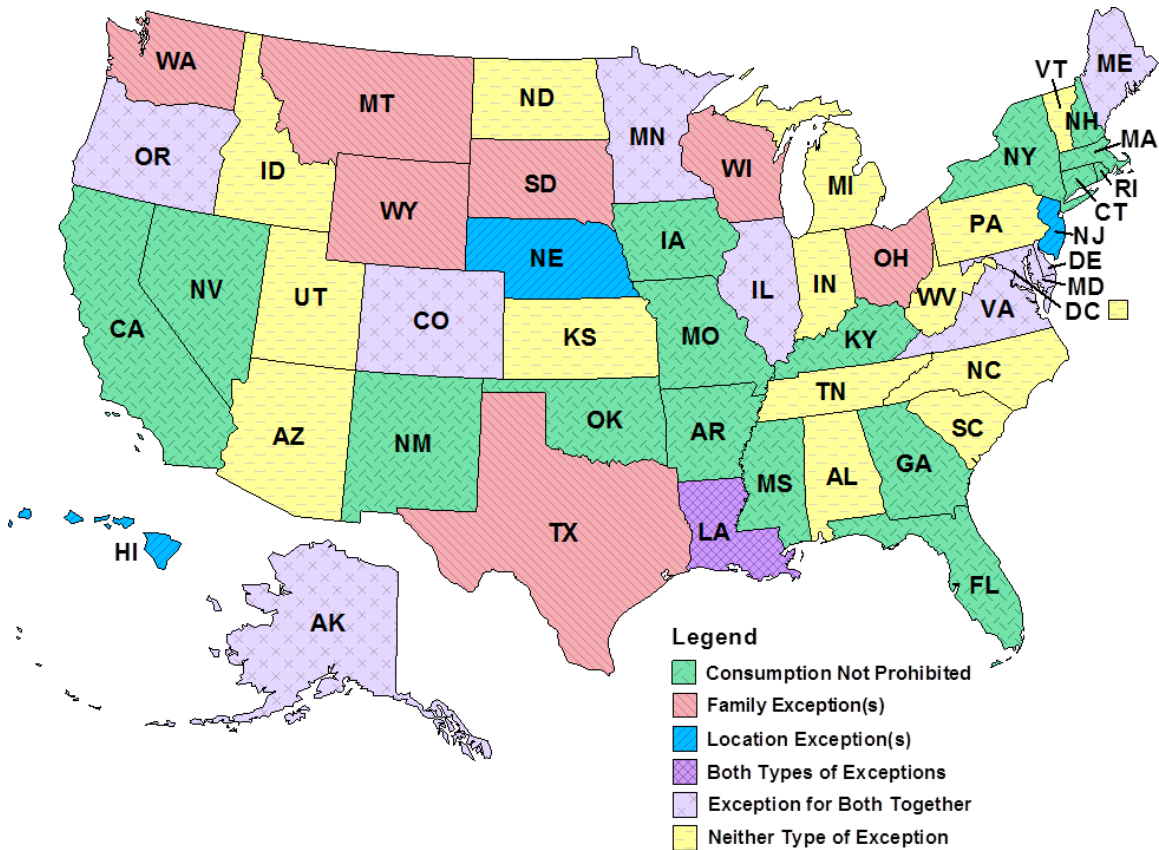 WA
MT
ND
MN
VT
ME
NH
OR
ID
SD
WI
MI
NY
MA
WY
RI
CT
IA
PA
NJ
NE
OH
DE
NV
UT
IL
IN
WV
MD
CO
VA
DC
CA
KS
MO
KY
NC
TN
AZ
NM
OK
AR
SC
MS
AL
GA
TX
LA
HI
FL
AK
Legend
Consumption Not Prohibited
Family Exception(s)
Location Exception(s)
Both Types of Exceptions
Exception for Both Together
Neither Type of Exception